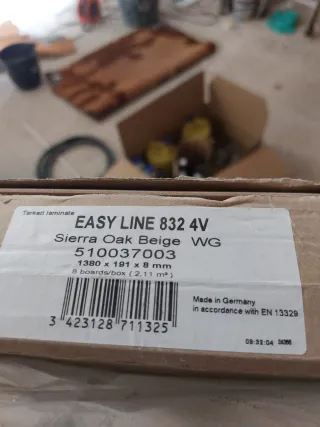 Tarkett laminate
EASY LINE 832 4V
Sierra Oak Beige WG
510037003
1380 x 191 x 8 mm
8 boards/box ( 2,11 m² )
Made in Germany
in accordance with EN 13329
3 423128 711325